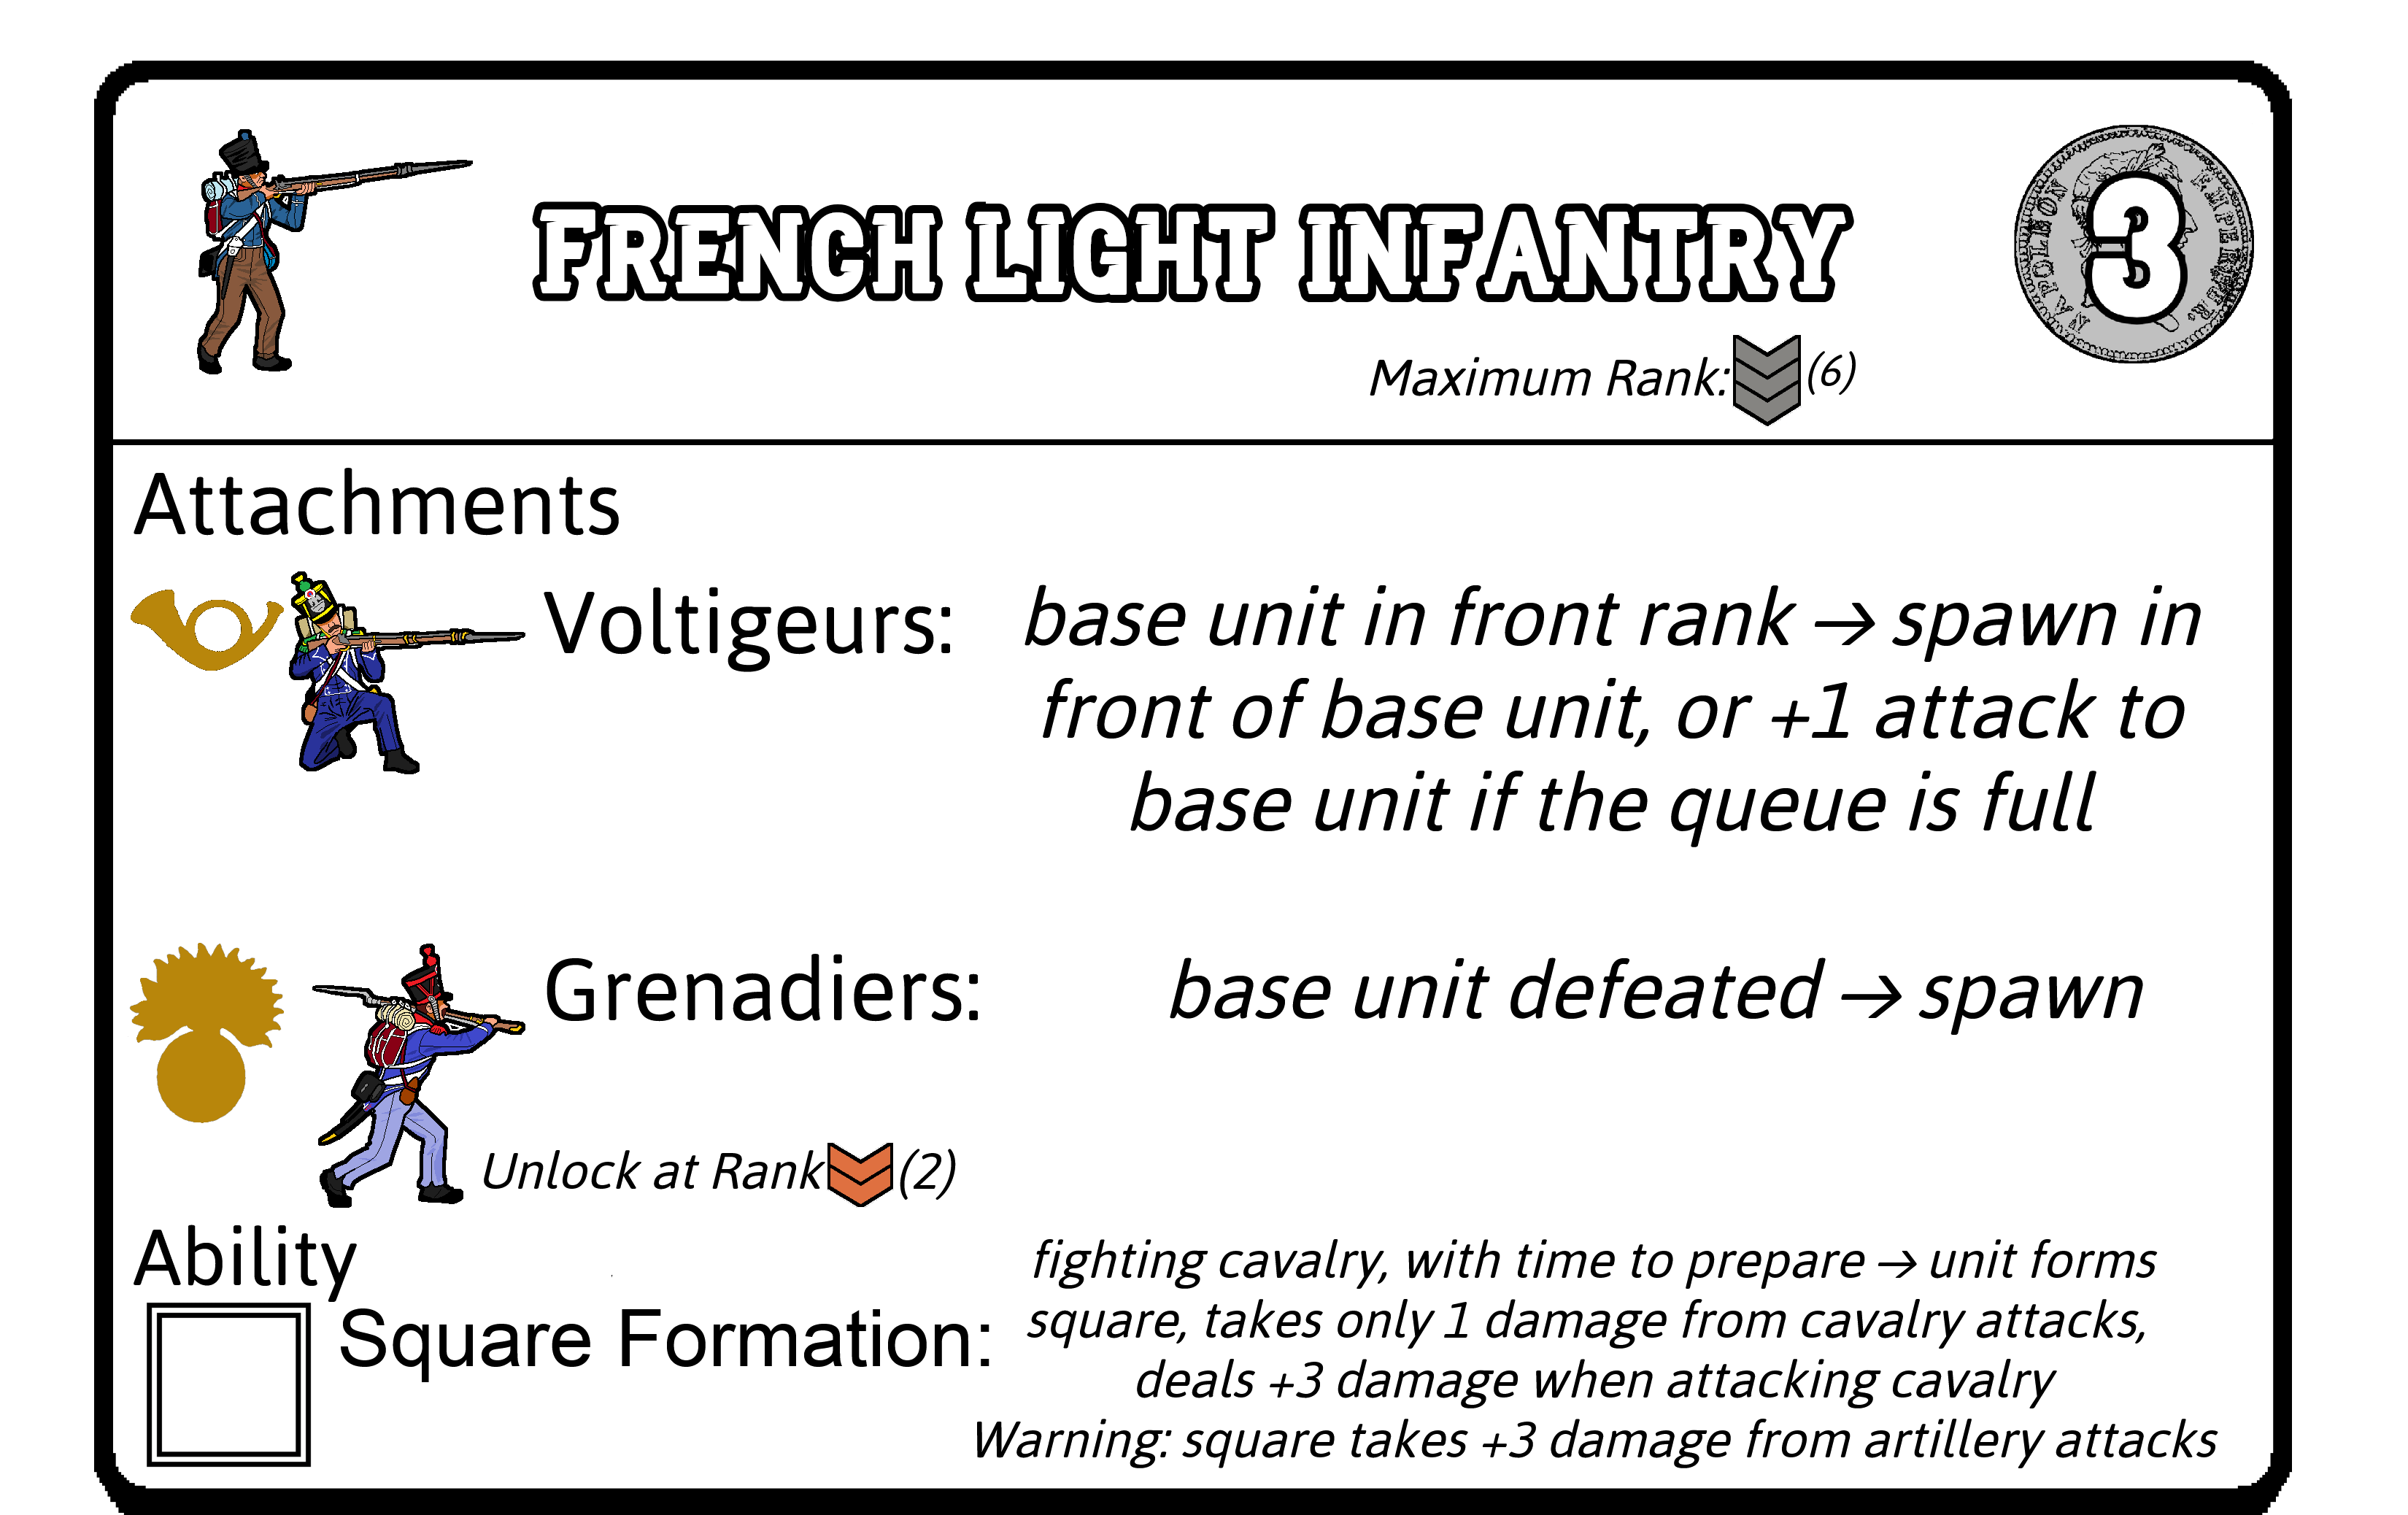 FRENCH LIGHT INFANTRY
3
NAPOLEON EMPEREUR.
Maximum Rank: (6)
Attachments
Voltigeurs: base unit in front rank → spawn in
front of base unit, or +1 attack to
base unit if the queue is full
Grenadiers: base unit defeated → spawn
Unlock at Rank (2)
Ability
Square Formation: fighting cavalry, with time to prepare → unit forms
square, takes only 1 damage from cavalry attacks,
deals +3 damage when attacking cavalry
Warning: square takes +3 damage from artillery attacks